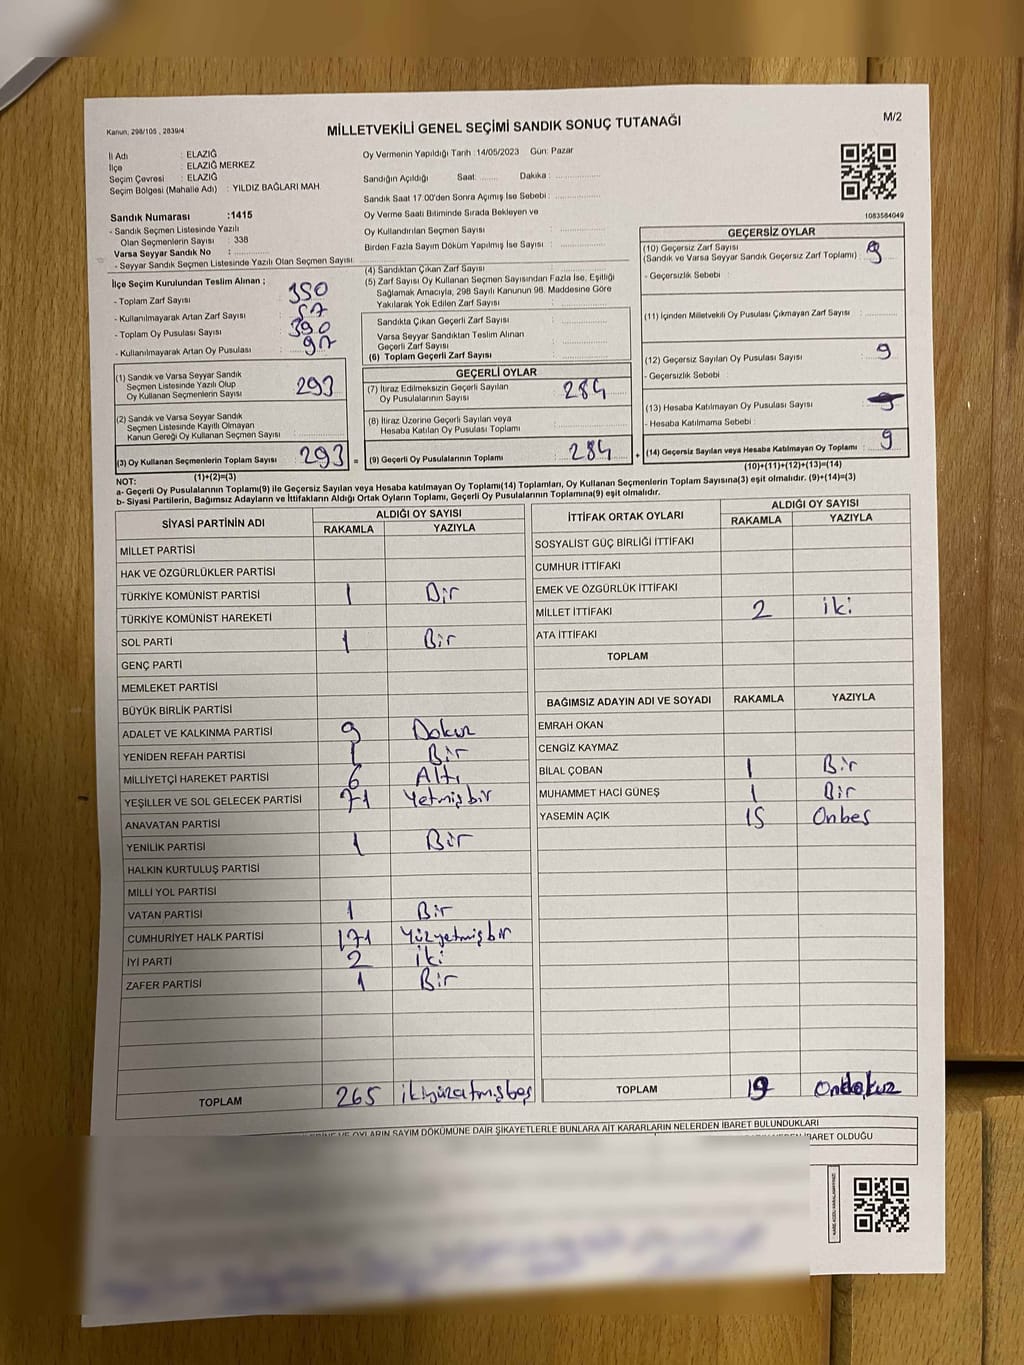 Kanun, 298/105 , 2839/4
MİLLETVEKİLİ GENEL SEÇİMİ SANDIK SONUÇ TUTANAĞI
M/2
İl Adı : ELAZIĞ
İlçe : ELAZIĞ MERKEZ
Seçim Çevresi : ELAZIĞ
Seçim Bölgesi (Mahalle Adı) : YILDIZ BAĞLARI MAH
Sandık Numarası :1415
- Sandık Seçmen Listesinde Yazılı
Olan Seçmenlerin Sayısı : 338
Varsa Seyyar Sandık No :
- Seyyar Sandık Seçmen Listesinde Yazılı Olan Seçmen Sayısı:
İlçe Seçim Kurulundan Teslim Alınan ;
- Toplam Zarf Sayısı : 350
- Kullanılmayarak Artan Zarf Sayısı : 57
- Toplam Oy Pusulası Sayısı : 390
- Kullanılmayarak Artan Oy Pusulası : 97
(1) Sandık ve Varsa Seyyar Sandık
Seçmen Listesinde Yazılı Olup
Oy Kullanan Seçmenlerin Sayısı : 293
(2) Sandık ve Varsa Seyyar Sandık
Seçmen Listesinde Kayıtlı Olmayan
Kanun Gereği Oy Kullanan Seçmen Sayısı :
(3) Oy Kullanan Seçmenlerin Toplam Sayısı : 293 =
(1)+(2)=(3)
Oy Vermenin Yapıldığı Tarih :14/05/2023 Gün: Pazar
Sandığın Açıldığı Saat: Dakika :
Sandık Saat 17.00'den Sonra Açımış İse Sebebi :
Oy Verme Saati Bitiminde Sırada Bekleyen ve
Oy Kullandırılan Seçmen Sayısı :
Birden Fazla Sayım Döküm Yapılmış İse Sayısı :
(4) Sandıktan Çıkan Zarf Sayısı :
(5) Zarf Sayısı Oy Kullanan Seçmen Sayısından Fazla İse, Eşitliği
Sağlamak Amacıyla, 298 Sayılı Kanunun 98. Maddesine Göre
Yakılarak Yok Edilen Zarf Sayısı :
Sandıkta Çıkan Geçerli Zarf Sayısı :
Varsa Seyyar Sandıktan Teslim Alınan
Geçerli Zarf Sayısı :
(6) Toplam Geçerli Zarf Sayısı :
GEÇERLİ OYLAR
(7) İtiraz Edilmeksizin Geçerli Sayılan
Oy Pusulasının Sayısı : 284
(8) İtiraz Üzerine Geçerli Sayılan veya
Hesaba Katılan Oy Pusulası Toplamı :
(9) Geçerli Oy Pusulalarının Toplamı : 284 +
1083584049
GEÇERSİZ OYLAR
(10) Geçersiz Zarf Sayısı
(Sandık ve Varsa Seyyar Sandık Geçersiz Zarf Toplamı) :
- Geçersizlik Sebebi :
(11) İçinden Milletvekili Oy Pusulası Çıkmayan Zarf Sayısı :
(12) Geçersiz Sayılan Oy Pusulası Sayısı : 9
- Geçersizlik Sebebi :
(13) Hesaba Katılmayan Oy Pusulası Sayısı :
- Hesaba Katılmama Sebebi :
(14) Geçersiz Sayılan veya Hesaba Katılmayan Oy Toplamı : 9
(10)+(11)+(12)+(13)=(14)
NOT:
a- Geçerli Oy Pusulalarının Toplamı(9) ile Geçersiz Sayılan veya Hesaba katılmayan Oy Toplamı(14) Toplamları, Oy Kullanan Seçmenlerin Toplam Sayısına(3) eşit olmalıdır. (9)+(14)=(3)
b- Siyasi Partilerin, Bağımsız Adayların ve İttifakların Aldığı Ortak Oyların Toplamı, Geçerli Oy Pusulalarının Toplamına(9) eşit olmalıdır.
SİYASİ PARTİNİN ADI ALDIĞI OY SAYISI
RAKAMLA YAZIYLA
MİLLET PARTİSİ
HAK VE ÖZGÜRLÜKLER PARTİSİ
TÜRKİYE KOMÜNİST PARTİSİ 1 Bir
TÜRKİYE KOMÜNİST HAREKETİ
SOL PARTİ 1 Bir
GENÇ PARTİ
MEMLEKET PARTİSİ
BÜYÜK BİRLİK PARTİSİ
ADALET VE KALKINMA PARTİSİ 9 Dokuz
YENİDEN REFAH PARTİSİ 1 Bir
MİLLİYETÇİ HAREKET PARTİSİ 6 Altı
YEŞİLLER VE SOL GELECEK PARTİSİ 71 Yetmişbir
ANAVATAN PARTİSİ
YENİLİK PARTİSİ 1 Bir
HALKIN KURTULUŞ PARTİSİ
MİLLİ YOL PARTİSİ
VATAN PARTİSİ 1 Bir
CUMHURİYET HALK PARTİSİ 171 Yüzyetmişbir
İYİ PARTİ 2 iki
ZAFER PARTİSİ 1 Bir
TOPLAM 265 ikiyüzatmışbeş
İTTİFAK ORTAK OYLARI ALDIĞI OY SAYISI
RAKAMLA YAZIYLA
SOSYALİST GÜÇ BİRLİĞİ İTTİFAKI
CUMHUR İTTİFAKI
EMEK VE ÖZGÜRLÜK İTTİFAKI
MİLLET İTTİFAKI 2 iki
ATA İTTİFAKI
TOPLAM
BAĞIMSIZ ADAYIN ADI VE SOYADI RAKAMLA YAZIYLA
EMRAH OKAN
CENGİZ KAYMAZ
BİLAL ÇOBAN 1 Bir
MUHAMMET HACİ GÜNEŞ 1 Bir
YASEMİN AÇIK 15 Onbeş
TOPLAM 19 Ondokuz
OYLARIN SAYIM DÖKÜMÜNE DAİR ŞİKAYETLERLE BUNLARA AİT KARARLARIN NELERDEN İBARET BULUNDUKLARI
İBARET OLDUĞU